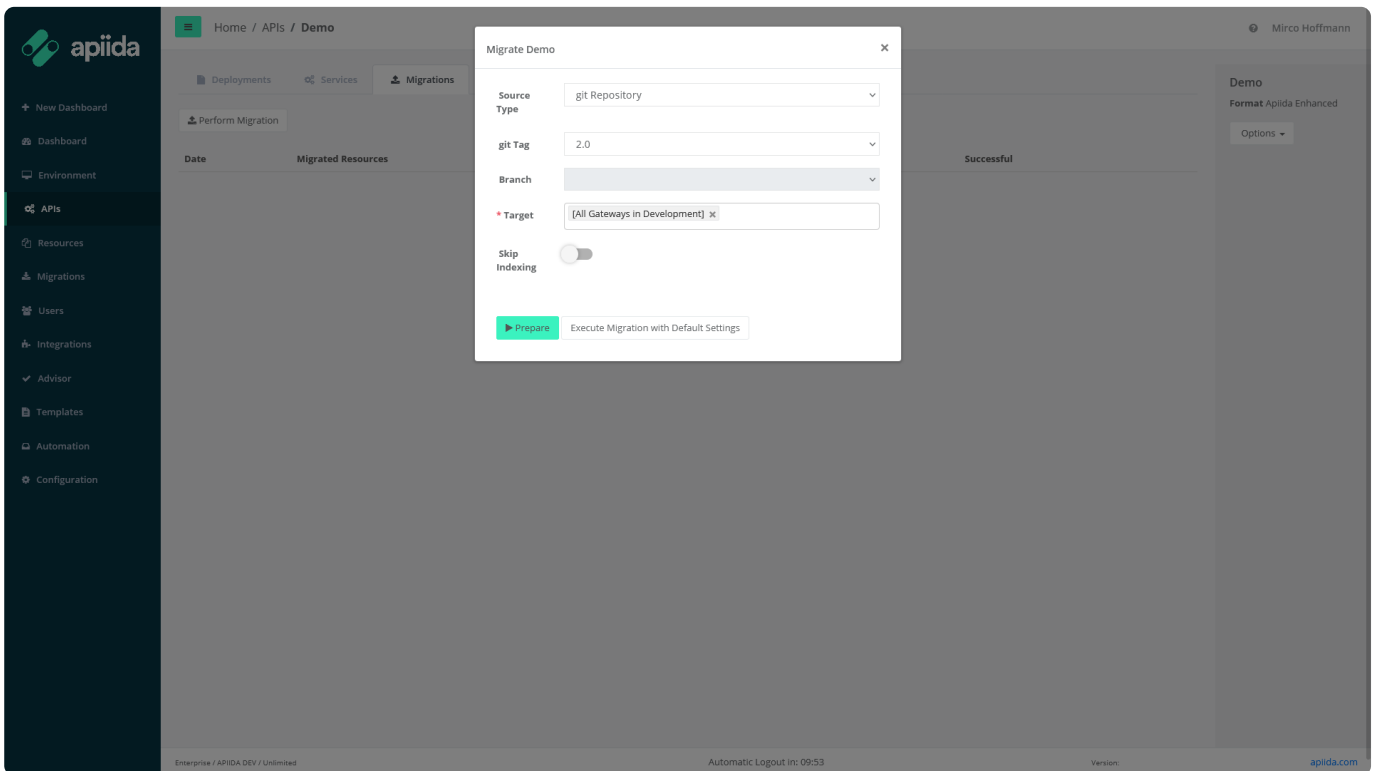 apiida
Home / APIs / Demo
Mirco Hoffmann
Migrate Demo
Deployments
Services
Migrations
Demo
Format Apiida Enhanced
Options
Perform Migration
Date
Migrated Resources
Successful
Source
Type
git Repository
git Tag
2.0
Branch
* Target
[All Gateways in Development]
Skip
Indexing
Prepare
Execute Migration with Default Settings
New Dashboard
Dashboard
Environment
APIs
Resources
Migrations
Users
Integrations
Advisor
Templates
Automation
Configuration
Enterprise / APIIDA DEV / Unlimited
Automatic Logout in: 09:53
Version:
apiida.com